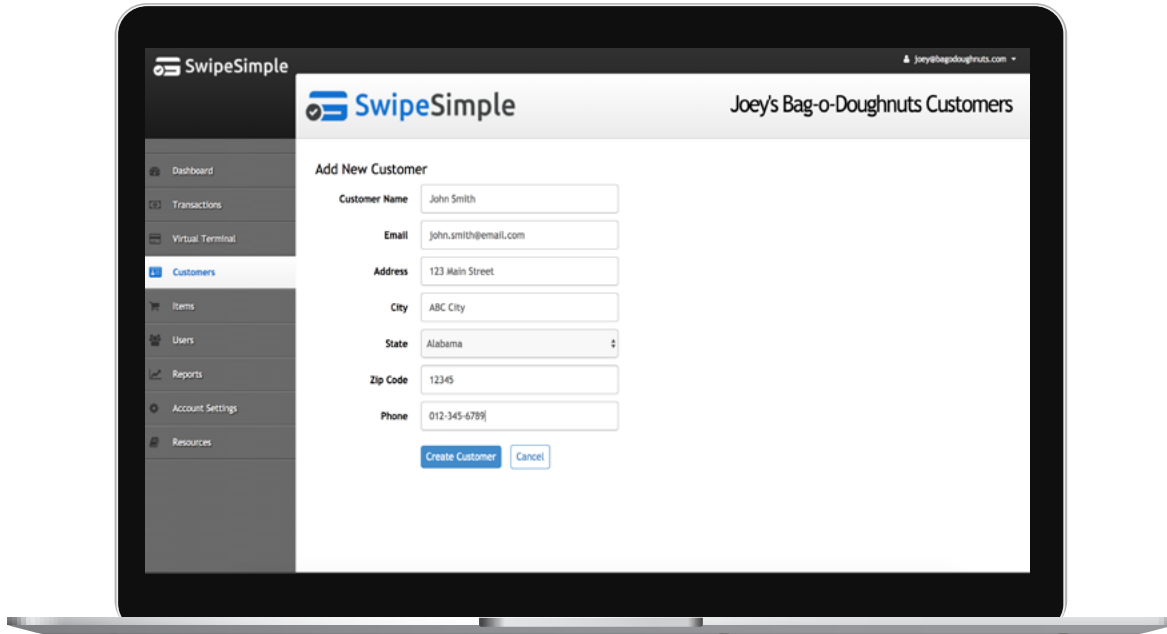 SwipeSimple
joey@bagodoughnuts.com
SwipeSimple
Joey's Bag-o-Doughnuts Customers
Dashboard
Transactions
Virtual Terminal
Customers
Items
Users
Reports
Account Settings
Resources
Add New Customer
Customer Name John Smith
Email john.smith@email.com
Address 123 Main Street
City ABC City
State Alabama
Zip Code 12345
Phone 012-345-6789
Create Customer Cancel